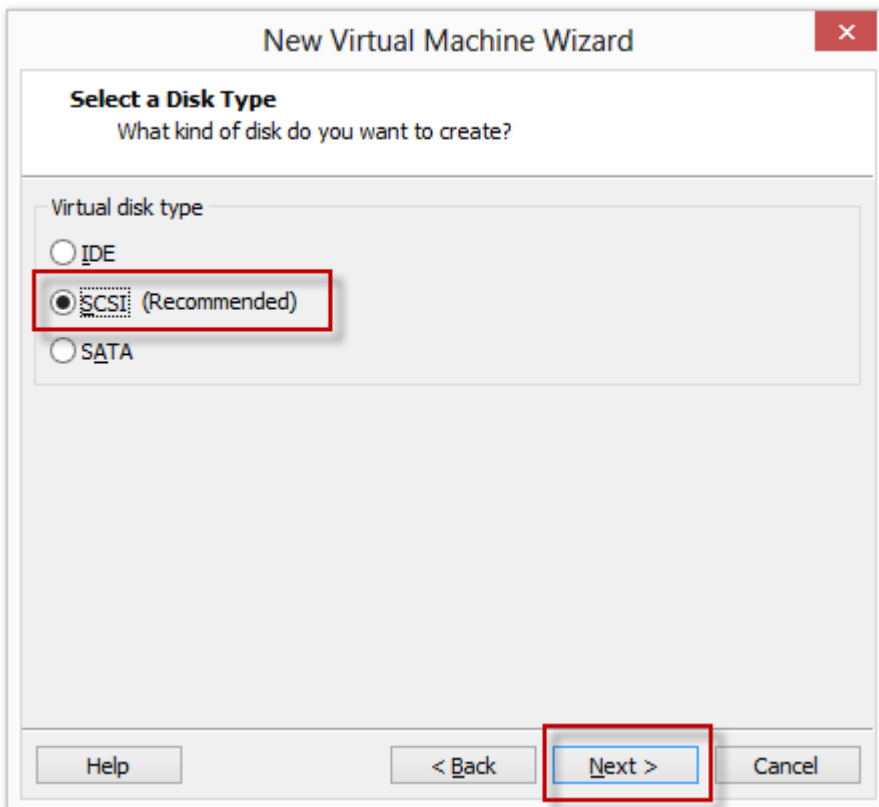 New Virtual Machine Wizard
Select a Disk Type
What kind of disk do you want to create?
Virtual disk type
IDE
SCSI (Recommended)
SATA
Help < Back Next > Cancel